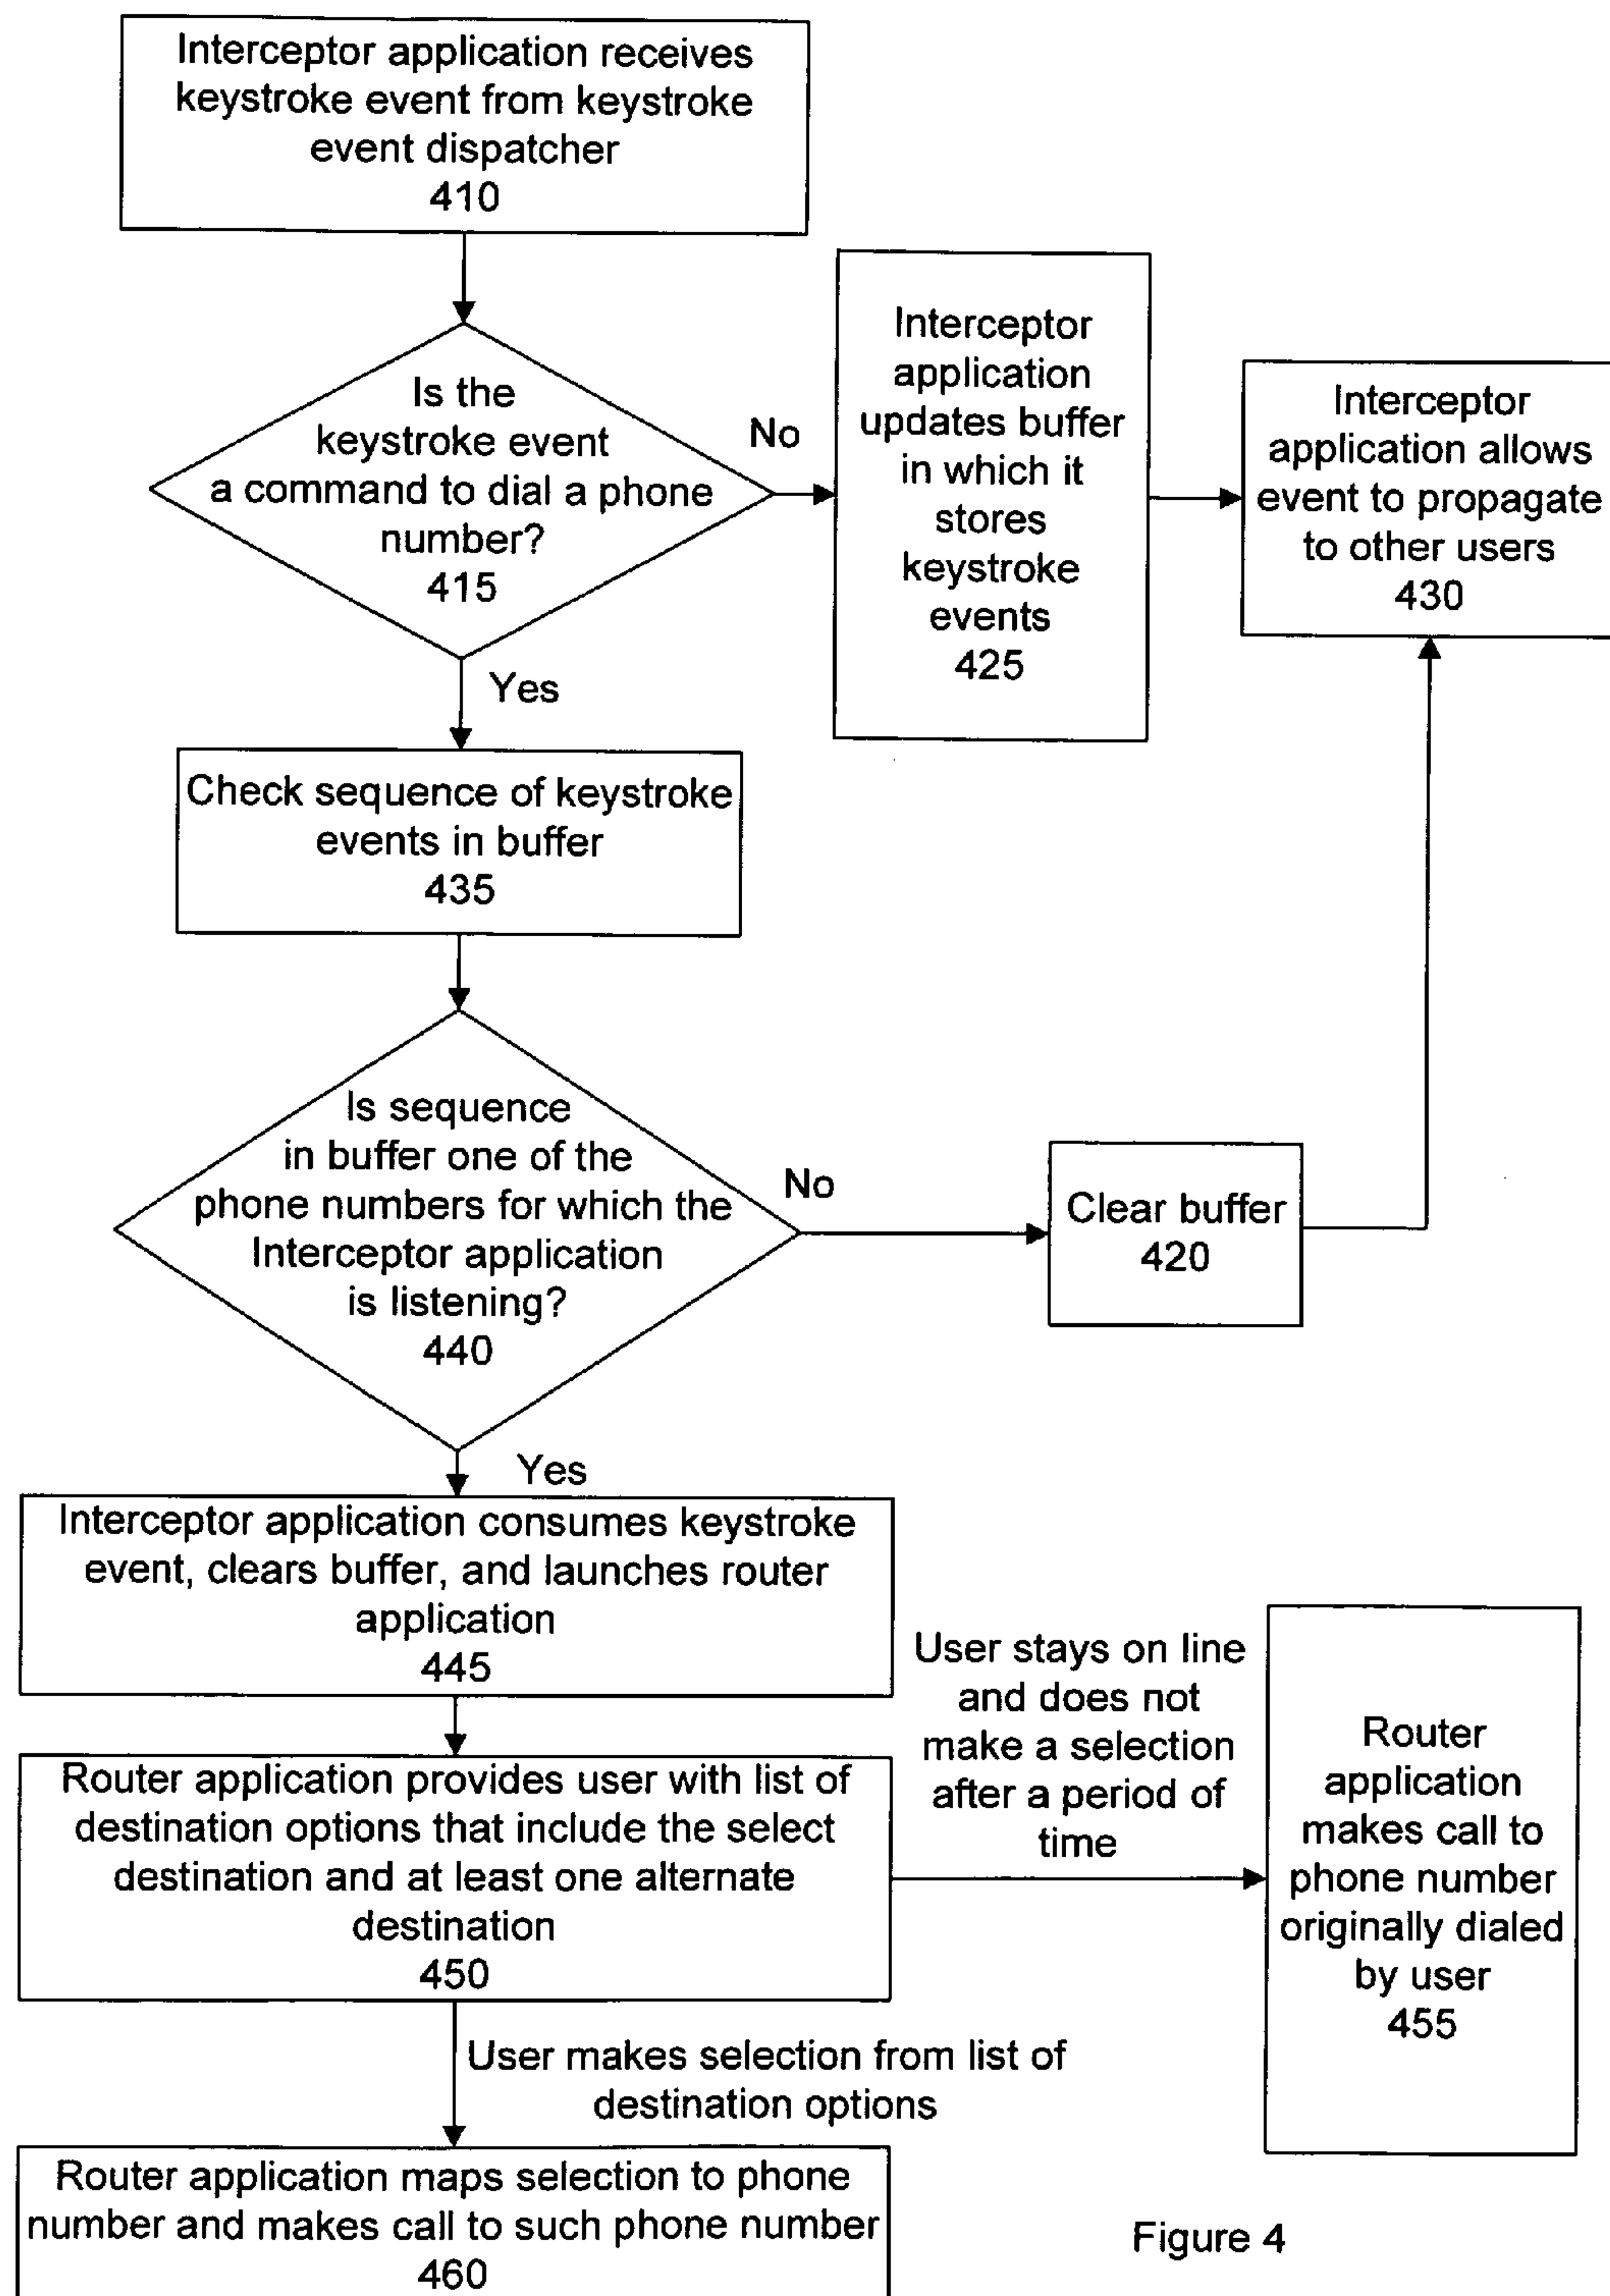 Interceptor application receives
keystroke event from keystroke
event dispatcher
410
Is the
keystroke event
a command to dial a phone
number?
415
No
Interceptor
application
updates buffer
in which it
stores
keystroke
events
425
Interceptor
application allows
event to propagate
to other users
430
Yes
Check sequence of keystroke
events in buffer
435
Is sequence
in buffer one of the
phone numbers for which the
Interceptor application
is listening?
440
No
Clear buffer
420
Yes
Interceptor application consumes keystroke
event, clears buffer, and launches router
application
445
Router application provides user with list of
destination options that include the select
destination and at least one alternate
destination
450
User stays on line
and does not
make a selection
after a period of
time
Router
application
makes call to
phone number
originally dialed
by user
455
User makes selection from list of
destination options
Router application maps selection to phone
number and makes call to such phone number
460
Figure 4